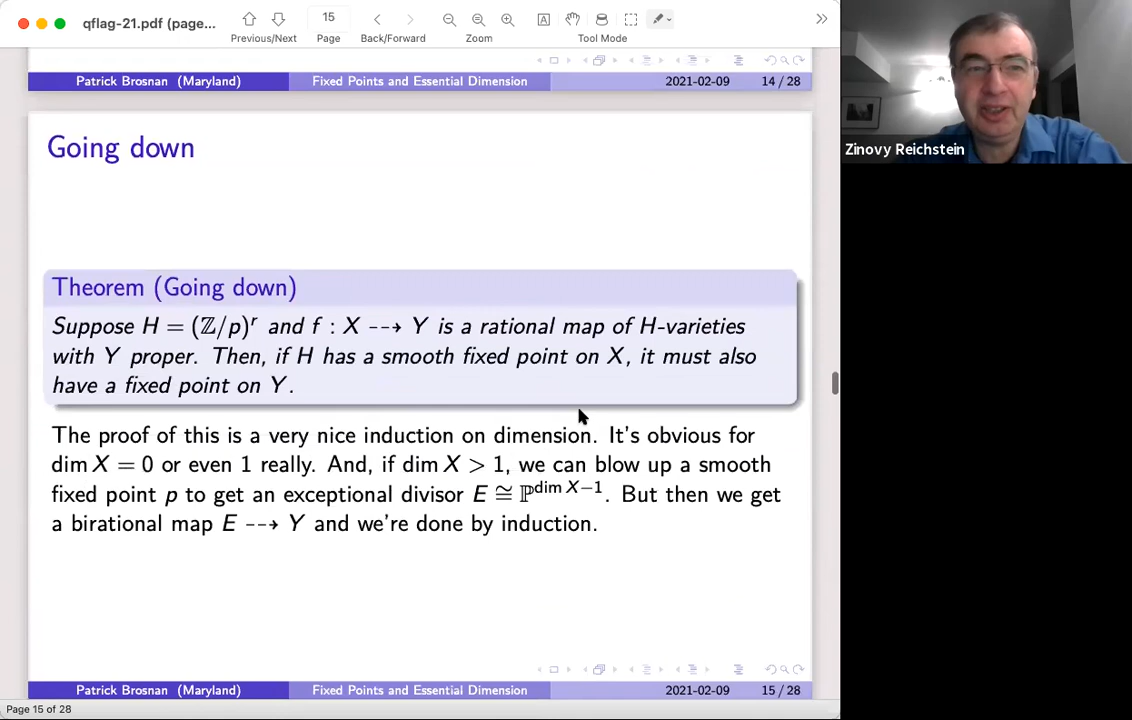 qflag-21.pdf (page...
15
Previous/Next
Page
Back/Forward
Zoom
Tool Mode
Patrick Brosnan (Maryland)
Fixed Points and Essential Dimension
2021-02-09
14 / 28
Zinovy Reichstein
Going down
Theorem (Going down)
Suppose H = (ℤ/p)^r and f : X ⇢ Y is a rational map of H-varieties
with Y proper. Then, if H has a smooth fixed point on X, it must also
have a fixed point on Y.
The proof of this is a very nice induction on dimension. It's obvious for
dim X = 0 or even 1 really. And, if dim X > 1, we can blow up a smooth
fixed point p to get an exceptional divisor E ≅ ℙ^{dim X−1}. But then we get
a birational map E ⇢ Y and we're done by induction.
Patrick Brosnan (Maryland)
Fixed Points and Essential Dimension
2021-02-09
15 / 28
Page 15 of 28